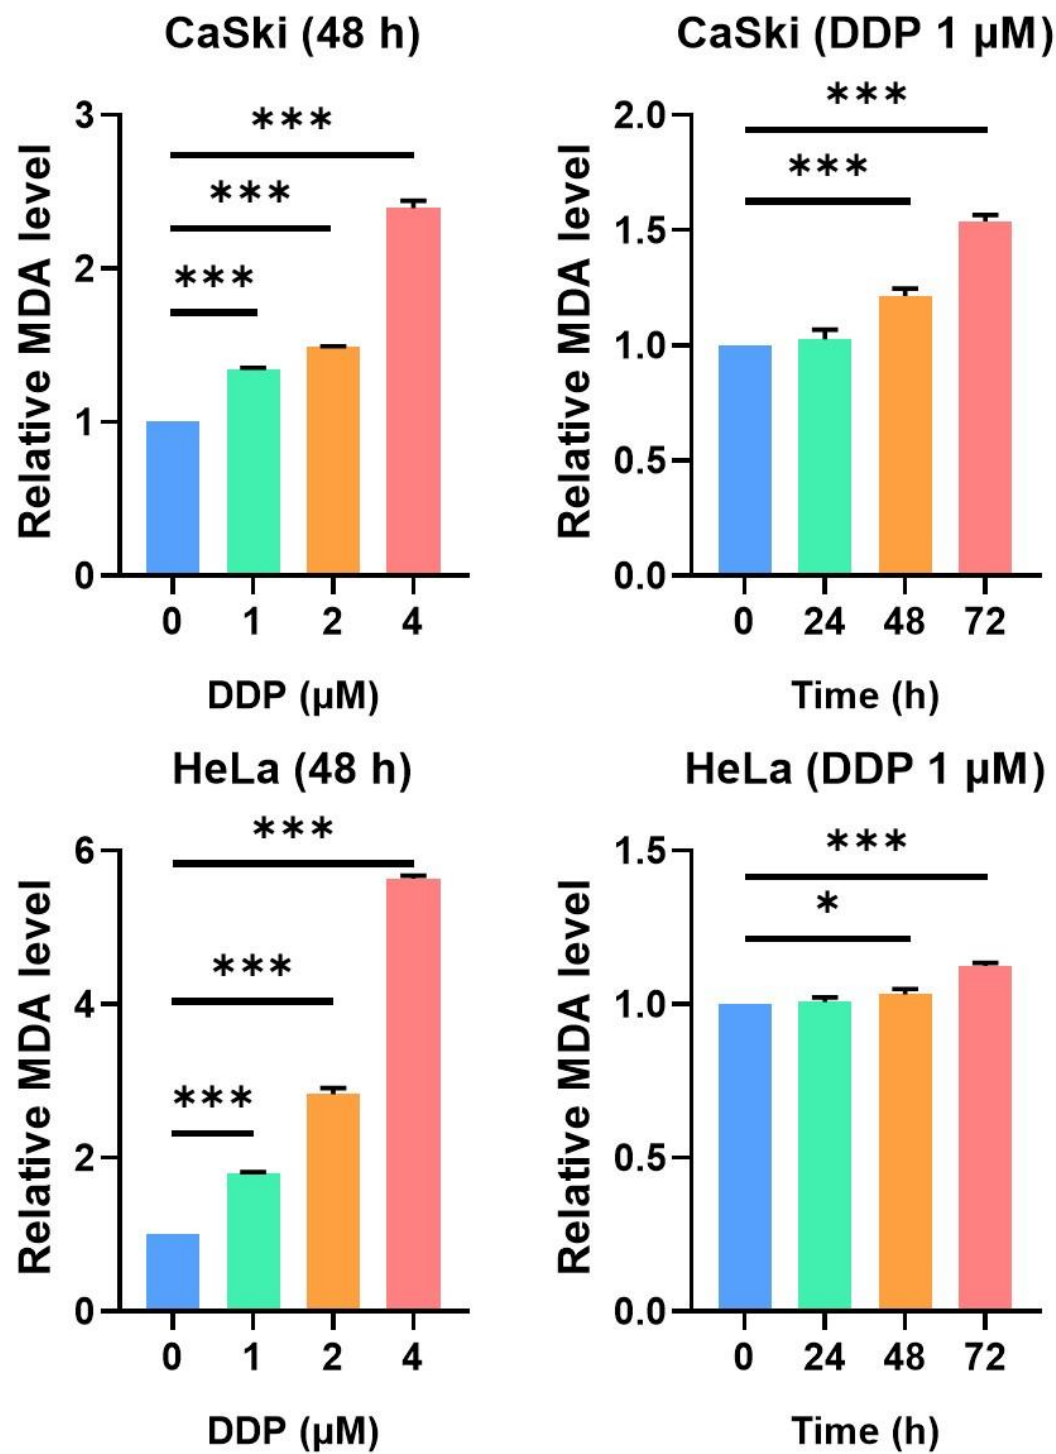 CaSki (48 h)
Relative MDA level
3
2
1
0
***
***
***
0 1 2 4
DDP (µM)
CaSki (DDP 1 µM)
Relative MDA level
2.0
1.5
1.0
0.5
0.0
***
***
0 24 48 72
Time (h)
HeLa (48 h)
Relative MDA level
6
4
2
0
***
***
***
0 1 2 4
DDP (µM)
HeLa (DDP 1 µM)
Relative MDA level
1.5
1.0
0.5
0.0
***
*
0 24 48 72
Time (h)